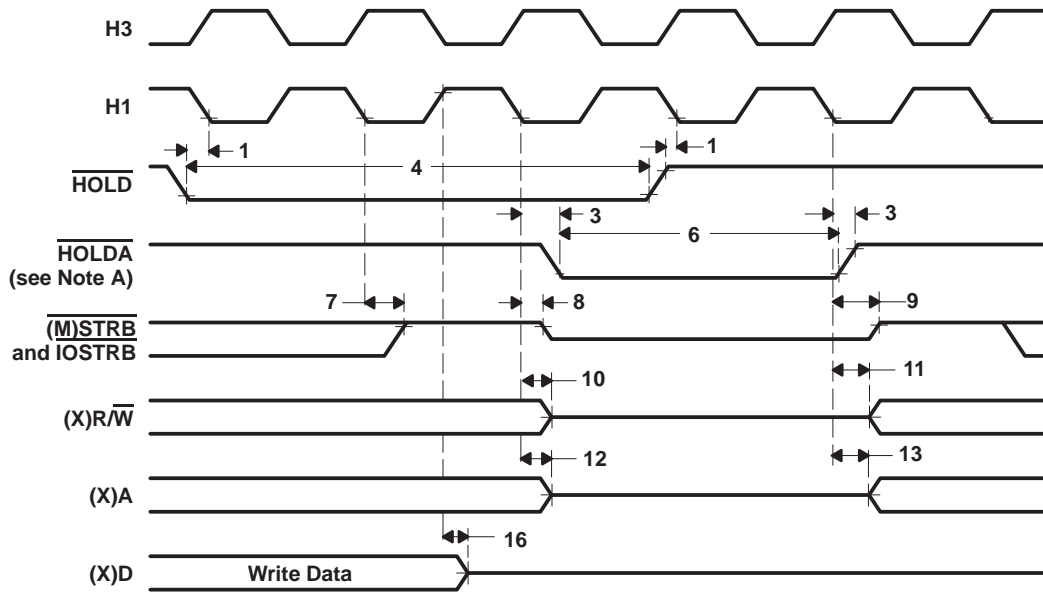 H3
H1
1
4
1
HOLD
3
6
3
HOLDA
(see Note A)
7
8
9
(M)STRB
and IOSTRB
10
11
(X)R/W
12
13
(X)A
16
(X)D
Write Data